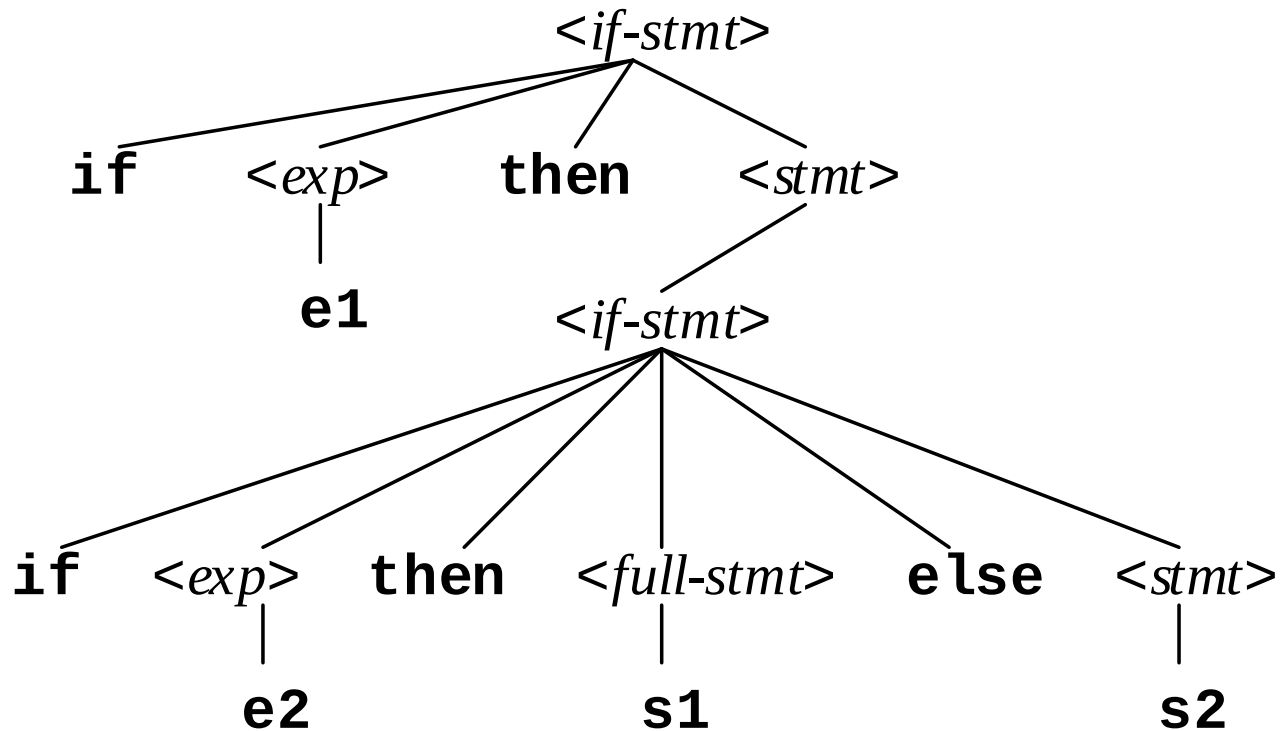 <if-stmt>
if <exp> then <stmt>
e1
<if-stmt>
if <exp> then <full-stmt> else <stmt>
e2 s1 s2